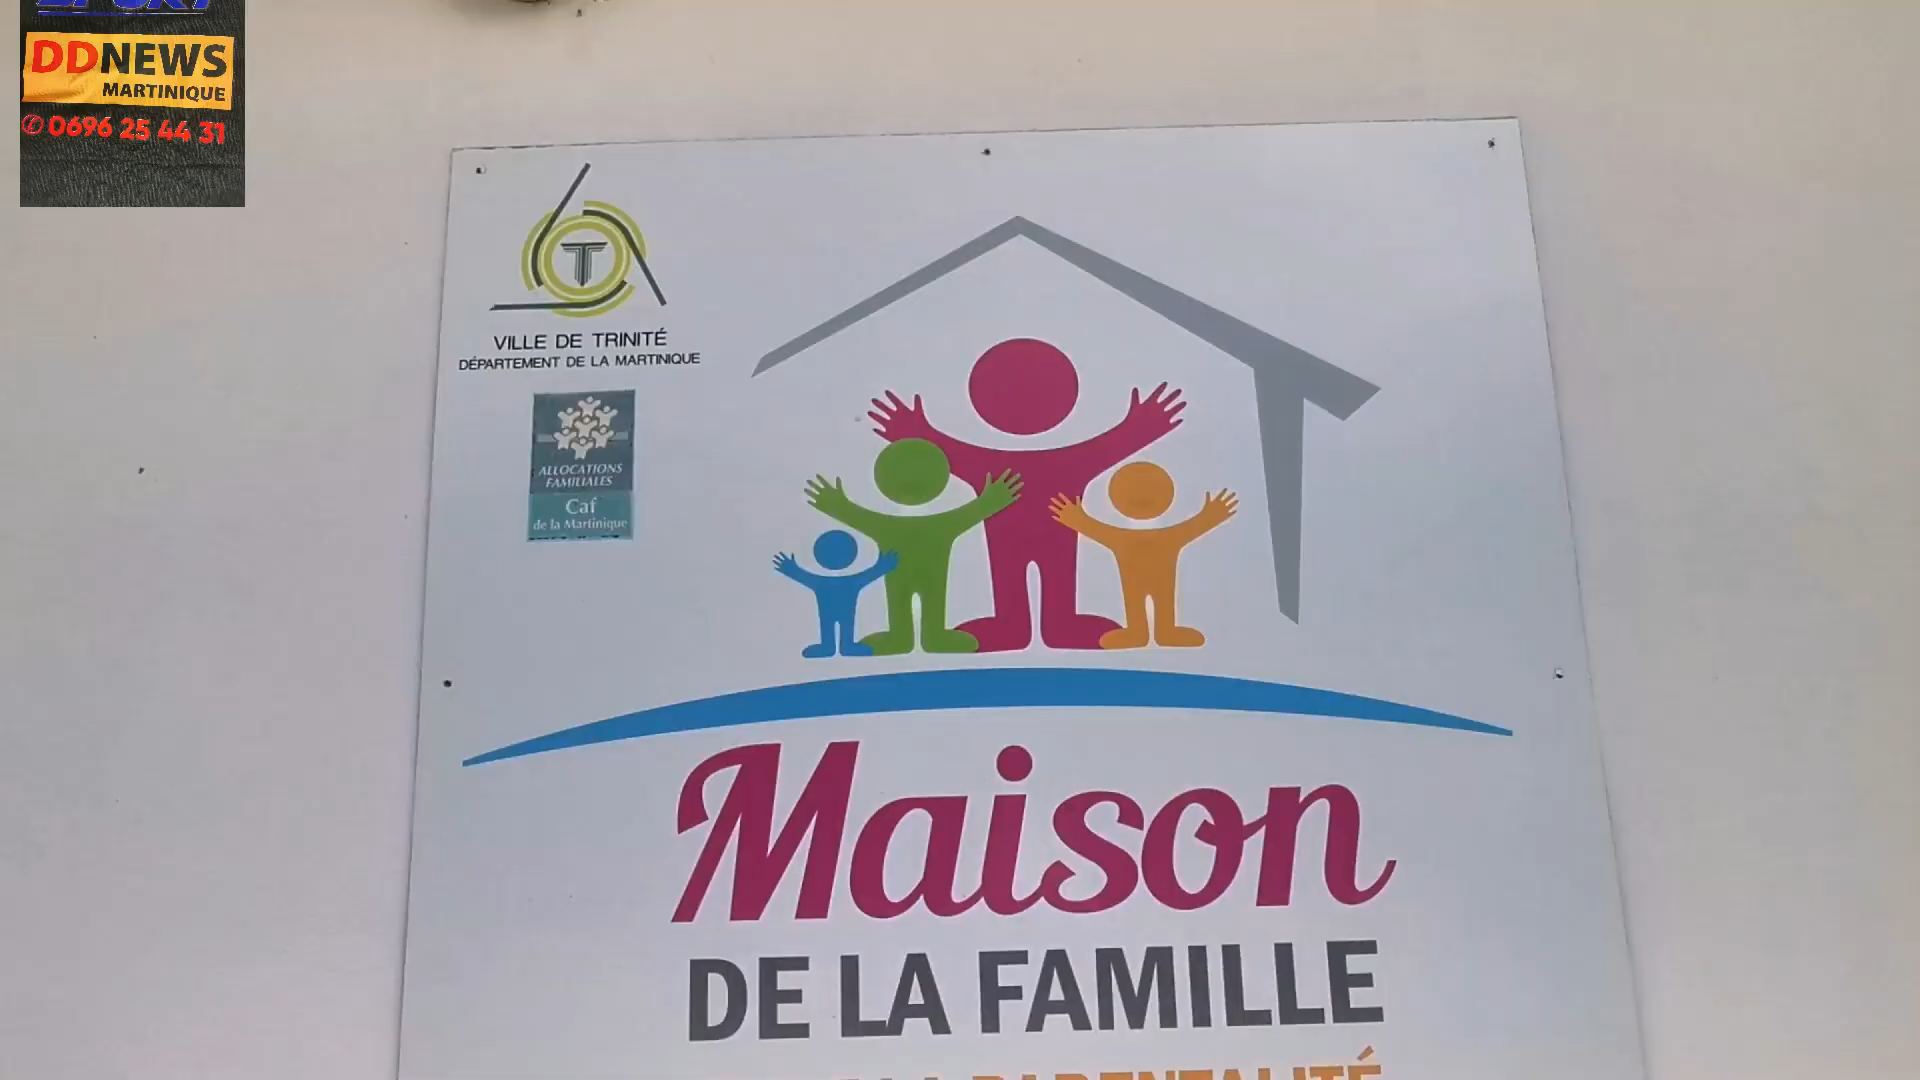 DDNEWS
MARTINIQUE
✆ 0696 25 44 31
T
VILLE DE TRINITÉ
DÉPARTEMENT DE LA MARTINIQUE
ALLOCATIONS
FAMILIALES
Caf
de la Martinique
Maison
DE LA FAMILLE
PARENTALITÉ